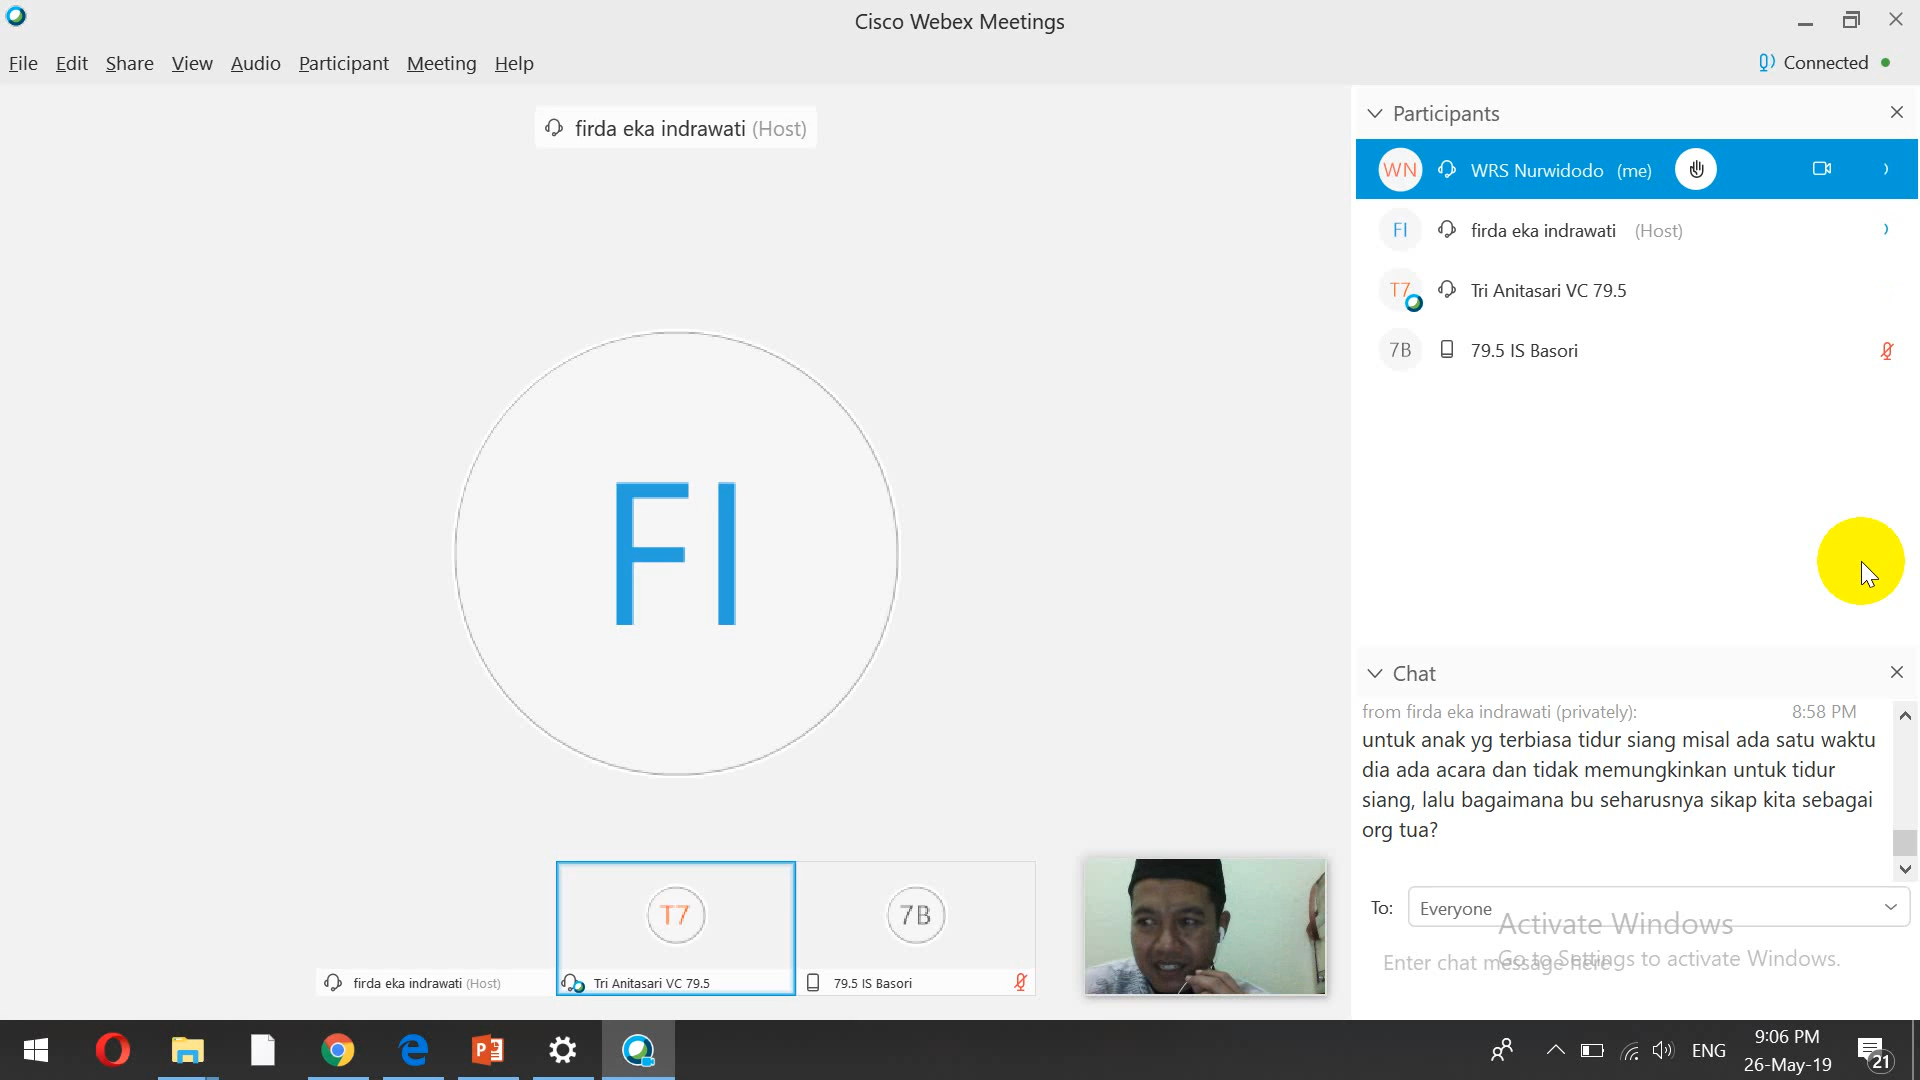 Cisco Webex Meetings
File Edit Share View Audio Participant Meeting Help
Connected
firda eka indrawati (Host)
FI
firda eka indrawati (Host)
T7
Tri Anitasari VC 79.5
7B
79.5 IS Basori
Participants
WN WRS Nurwidodo (me)
FI firda eka indrawati (Host)
T7 Tri Anitasari VC 79.5
7B 79.5 IS Basori
Chat
from firda eka indrawati (privately): 8:58 PM
untuk anak yg terbiasa tidur siang misal ada satu waktu
dia ada acara dan tidak memungkinkan untuk tidur
siang, lalu bagaimana bu seharusnya sikap kita sebagai
org tua?
To: Everyone
Activate Windows
Enter chat message here
Go to Settings to activate Windows.
ENG
9:06 PM
26-May-19
21